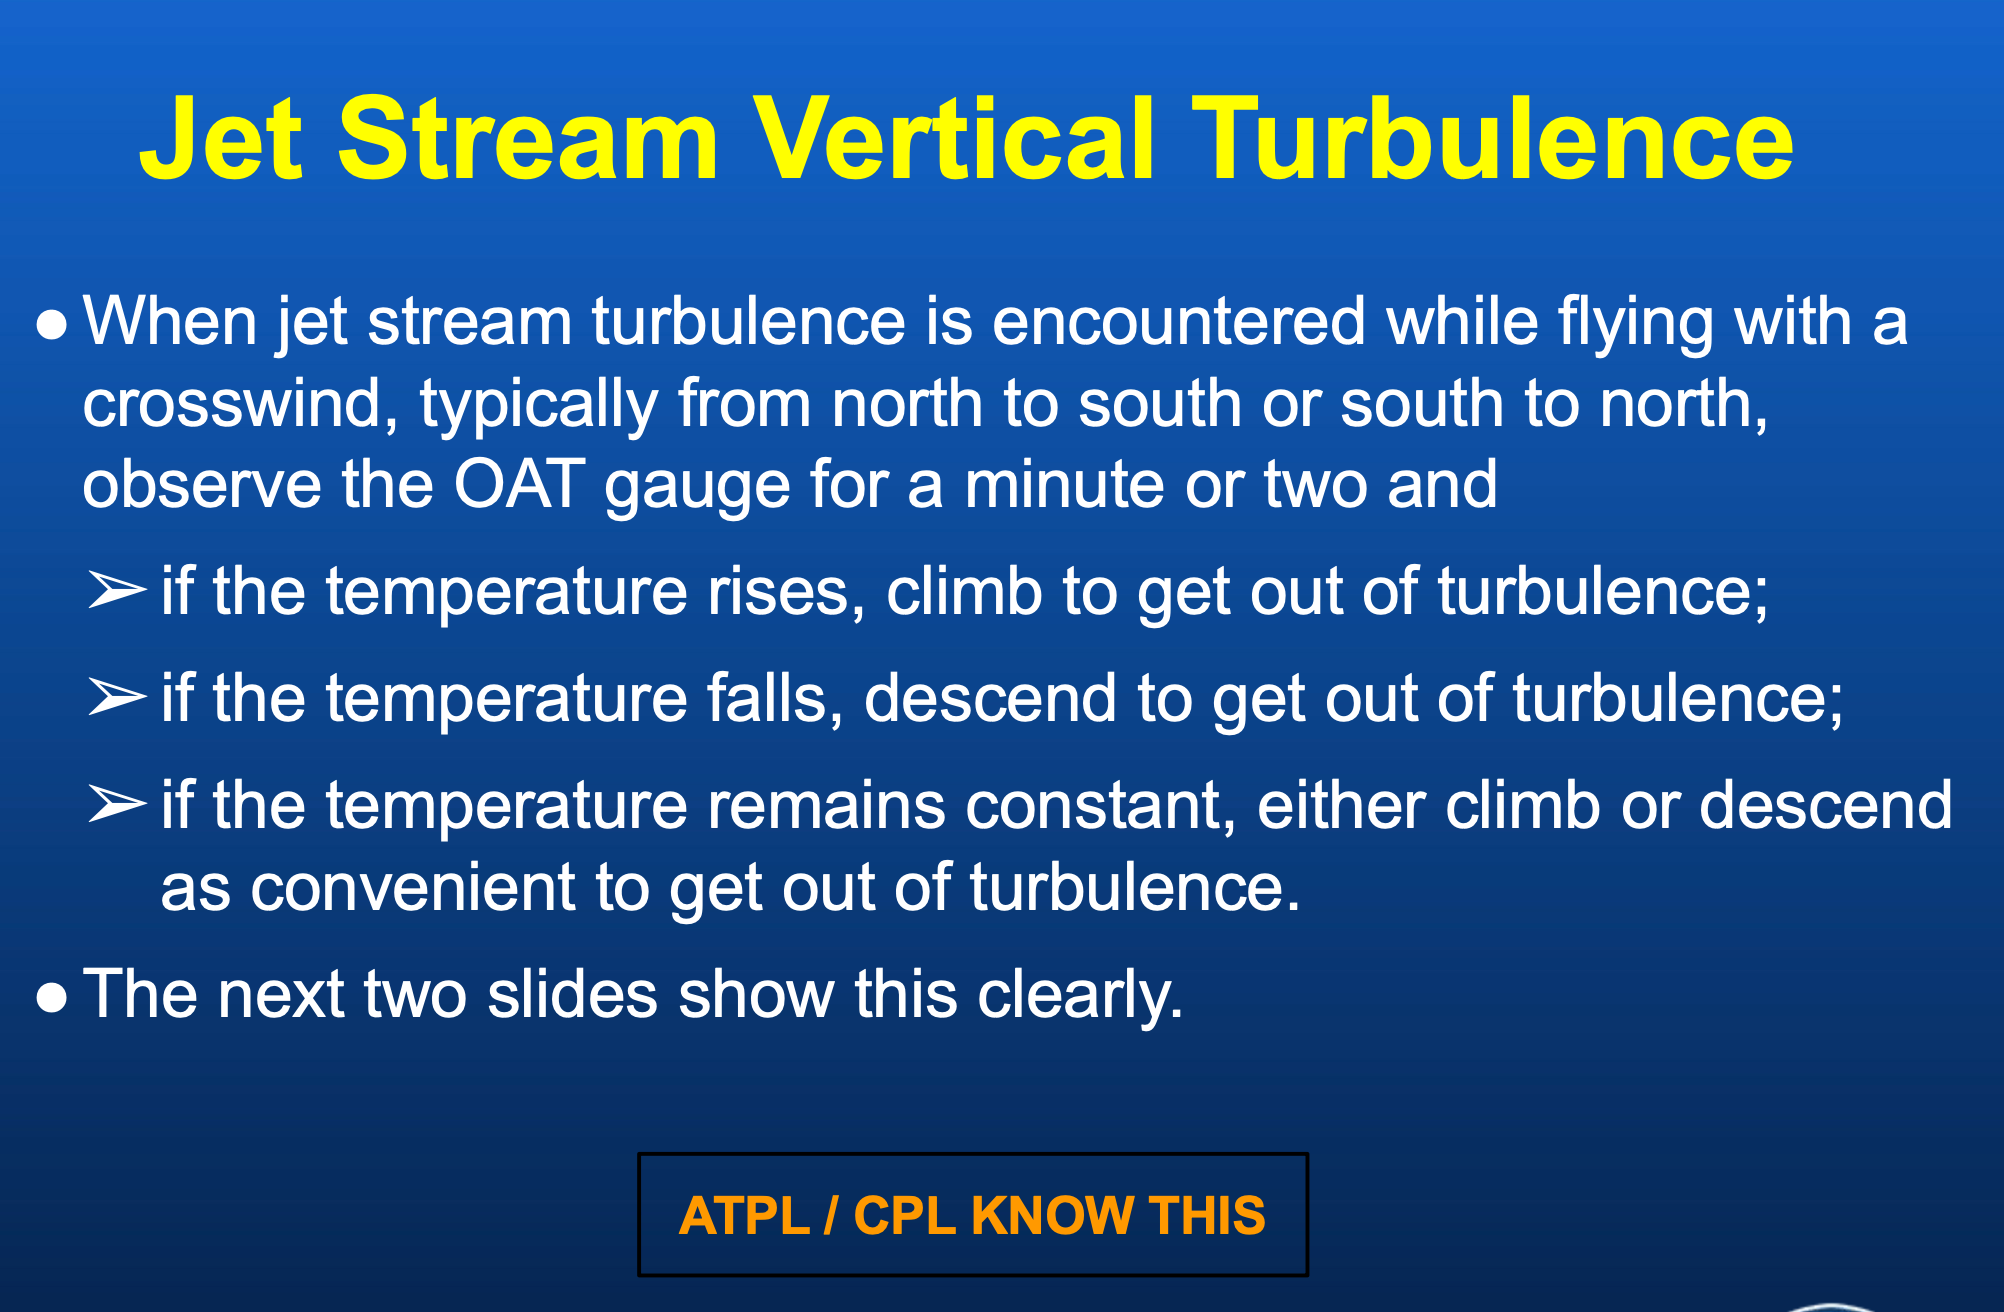 Jet Stream Vertical Turbulence
● When jet stream turbulence is encountered while flying with a
crosswind, typically from north to south or south to north,
observe the OAT gauge for a minute or two and
➢ if the temperature rises, climb to get out of turbulence;
➢ if the temperature falls, descend to get out of turbulence;
➢ if the temperature remains constant, either climb or descend
as convenient to get out of turbulence.
● The next two slides show this clearly.
ATPL / CPL KNOW THIS